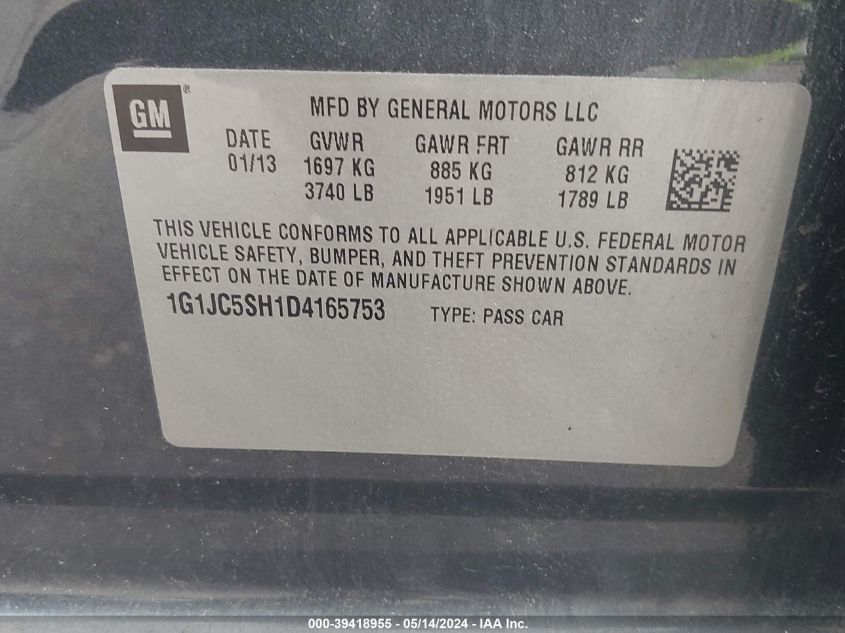 GM®
MFD BY GENERAL MOTORS LLC
DATE GVWR GAWR FRT GAWR RR
01/13 1697 KG 885 KG 812 KG
3740 LB 1951 LB 1789 LB
THIS VEHICLE CONFORMS TO ALL APPLICABLE U.S. FEDERAL MOTOR
VEHICLE SAFETY, BUMPER, AND THEFT PREVENTION STANDARDS IN
EFFECT ON THE DATE OF MANUFACTURE SHOWN ABOVE.
1G1JC5SH1D4165753 TYPE: PASS CAR
000-39418955 - 05/14/2024 - IAA Inc.